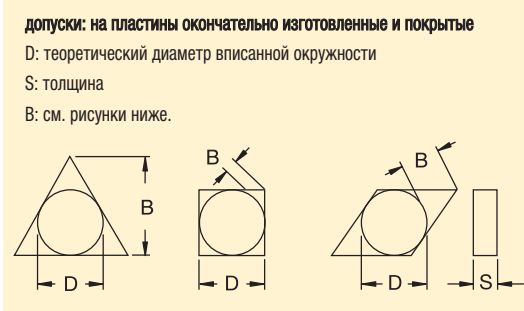 допуски: на пластины окончательно изготовленные и покрытые
D: теоретический диаметр вписанной окружности
S: толщина
B: см. рисунки ниже.
B B B
D D D S